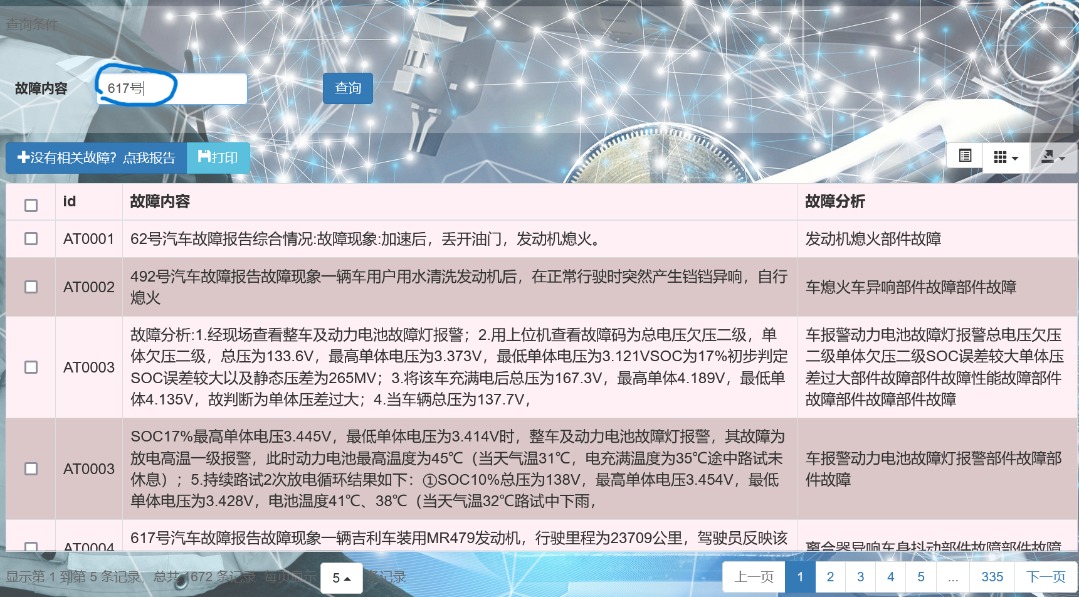 查询条件
故障内容 617号 查询
没有相关故障？点我报告 打印
id 故障内容 故障分析
AT0001 62号汽车故障报告综合情况:故障现象:加速后，丢开油门，发动机熄火。 发动机熄火部件故障
AT0002 492号汽车故障报告故障现象一辆车用户用水清洗发动机后，在正常行驶时突然产生铛铛异响，自行
熄火 车熄火车异响部件故障部件故障
AT0003 故障分析:1.经现场查看整车及动力电池故障灯报警；2.用上位机查看故障码为总电压欠压二级，单
体欠压二级，总压为133.6V，最高单体电压为3.373V，最低单体电压为3.121VSOC为17%初步判定
SOC误差较大以及静态压差为265MV；3.将该车充满电后总压为167.3V，最高单体4.189V，最低单
体4.135V，故判断为单体压差过大；4.当车辆总压为137.7V，
车报警动力电池故障灯报警总电压欠压
二级单体欠压二级SOC误差较大单体压
差过大部件故障部件故障性能故障部件
故障部件故障部件故障
AT0003 SOC17%最高单体电压3.445V，最低单体电压为3.414V时，整车及动力电池故障灯报警，其故障为
放电高温一级报警，此时动力电池最高温度为45℃（当天气温31℃，电充满温度为35℃途中路试未
休息）；5.持续路试2次放电循环结果如下：①SOC10%总压为138V，最高单体电压3.454V，最低
单体电压为3.428V，电池温度41℃、38℃（当天气温32℃路试中下雨，
车报警动力电池故障灯报警部件故障部
件故障
AT0004 617号汽车故障报告故障现象一辆吉利车装用MR479发动机，行驶里程为23709公里，驾驶员反映该
离合器异响车身抖动部件故障部件故障
显示第 1 到第 5 条记录，总共 1672 条记录 每页显示 5 条记录
上一页 1 2 3 4 5 ... 335 下一页